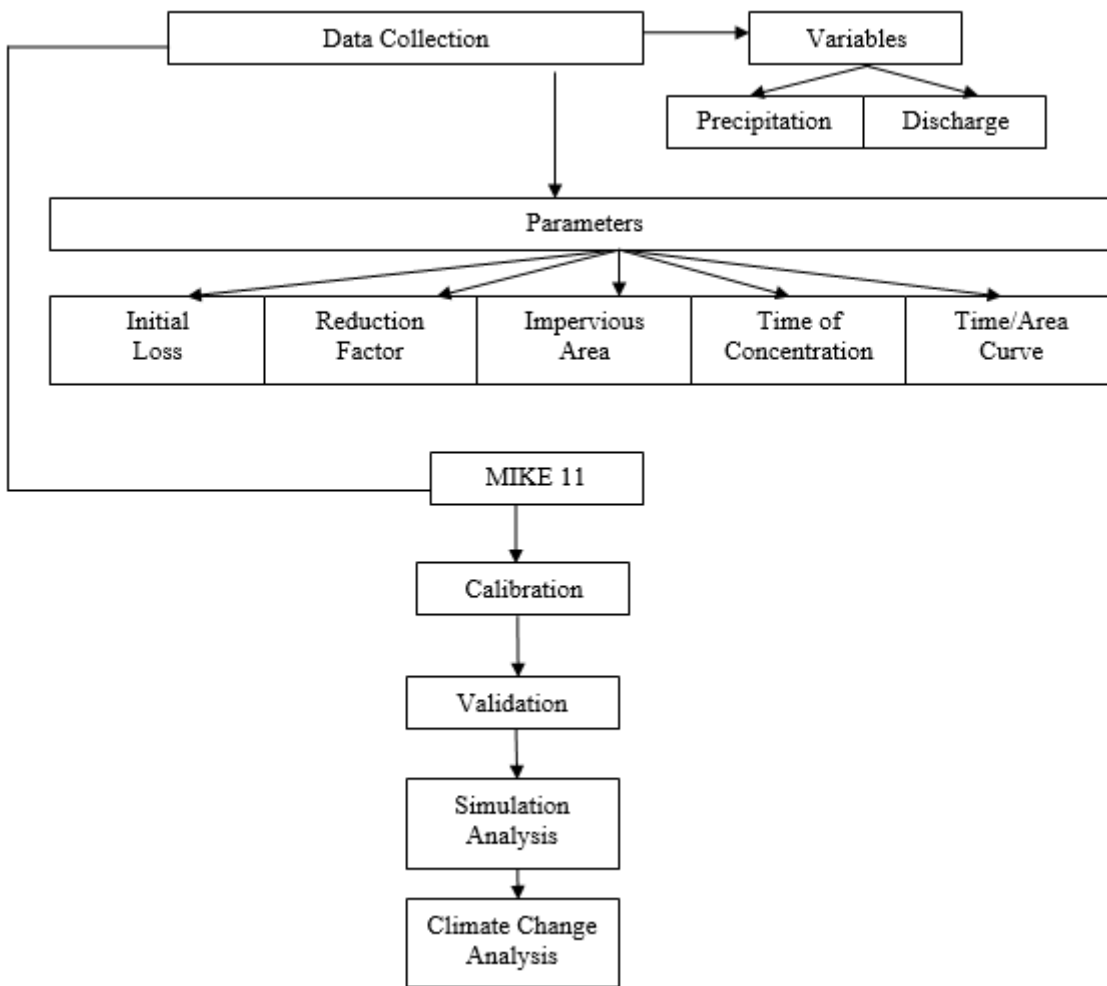 Data Collection
Variables
Precipitation
Discharge
Parameters
Initial
Loss
Reduction
Factor
Impervious
Area
Time of
Concentration
Time/Area
Curve
MIKE 11
Calibration
Validation
Simulation
Analysis
Climate Change
Analysis